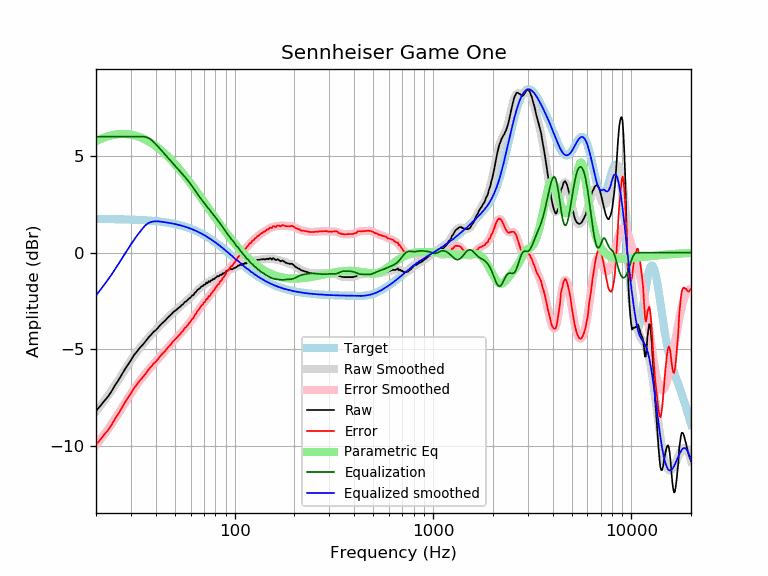 Sennheiser Game One
Amplitude (dBr)
5
0
−5
−10
Target
Raw Smoothed
Error Smoothed
Raw
Error
Parametric Eq
Equalization
Equalized smoothed
100
1000
10000
Frequency (Hz)